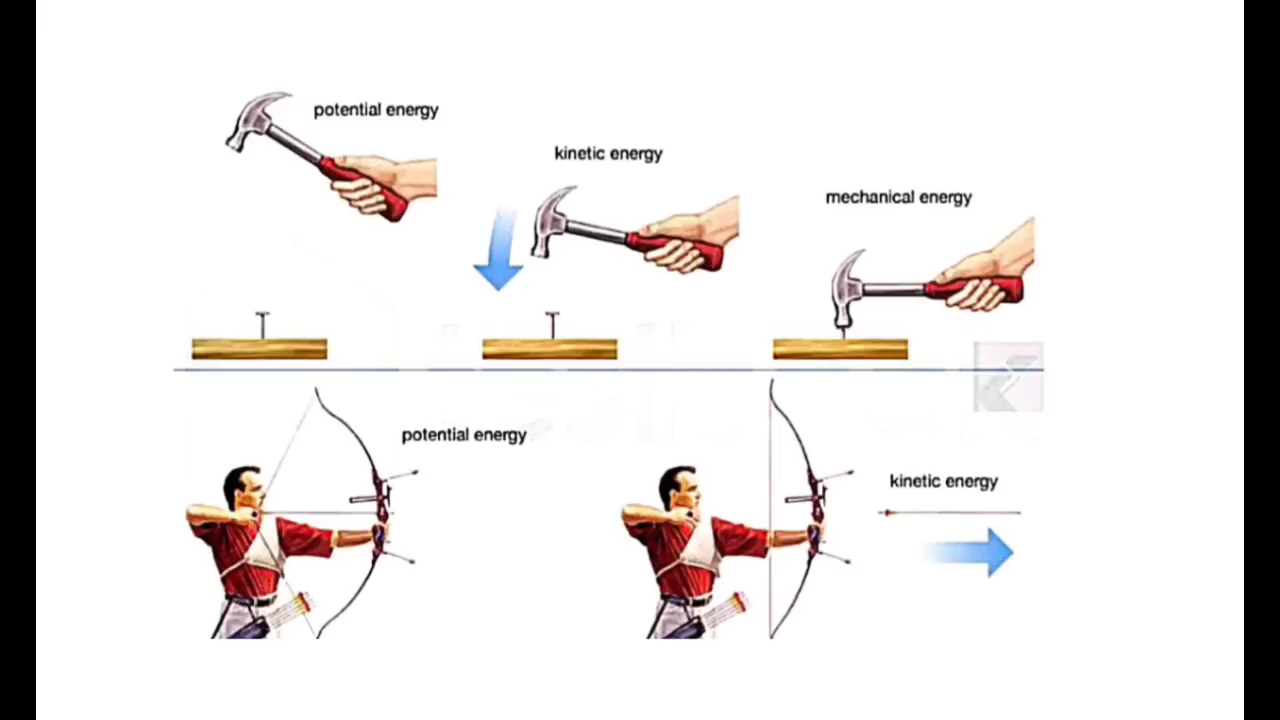 potential energy
kinetic energy
mechanical energy
potential energy
kinetic energy